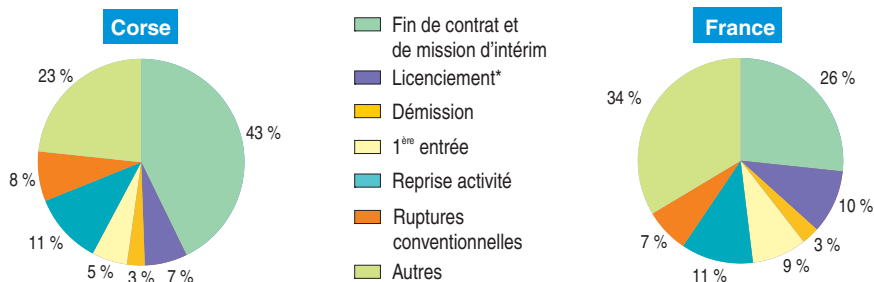 Corse
23 %
43 %
8 %
11 %
5 %
3 %
7 %
Fin de contrat et
de mission d'intérim
Licenciement*
Démission
1ère entrée
Reprise activité
Ruptures
conventionnelles
Autres
France
26 %
34 %
10 %
7 %
3 %
11 %
9 %